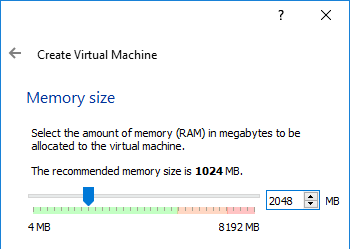 ?
Create Virtual Machine
Memory size
Select the amount of memory (RAM) in megabytes to be
allocated to the virtual machine.
The recommended memory size is 1024 MB.
2048 MB
4 MB 8192 MB